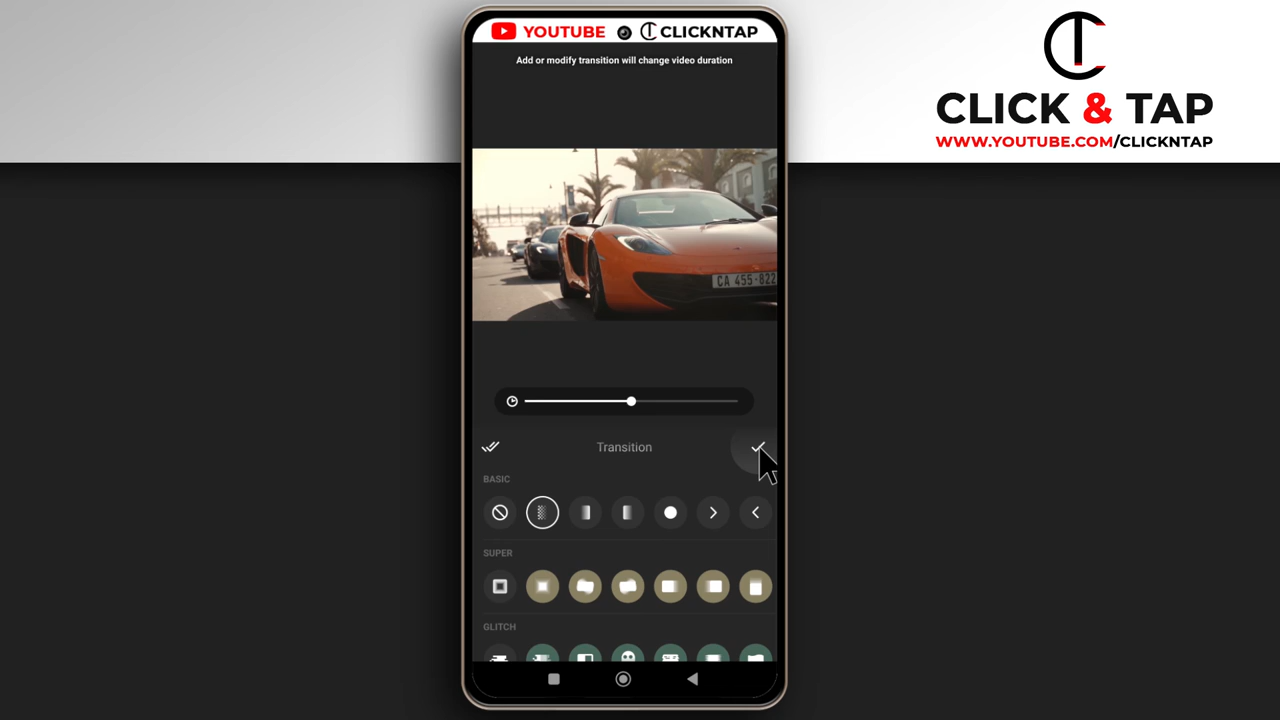 YOUTUBE CLICKNTAP
Add or modify transition will change video duration
CLICK & TAP
WWW.YOUTUBE.COM/CLICKNTAP
CA 455-822
Transition
BASIC
SUPER
GLITCH